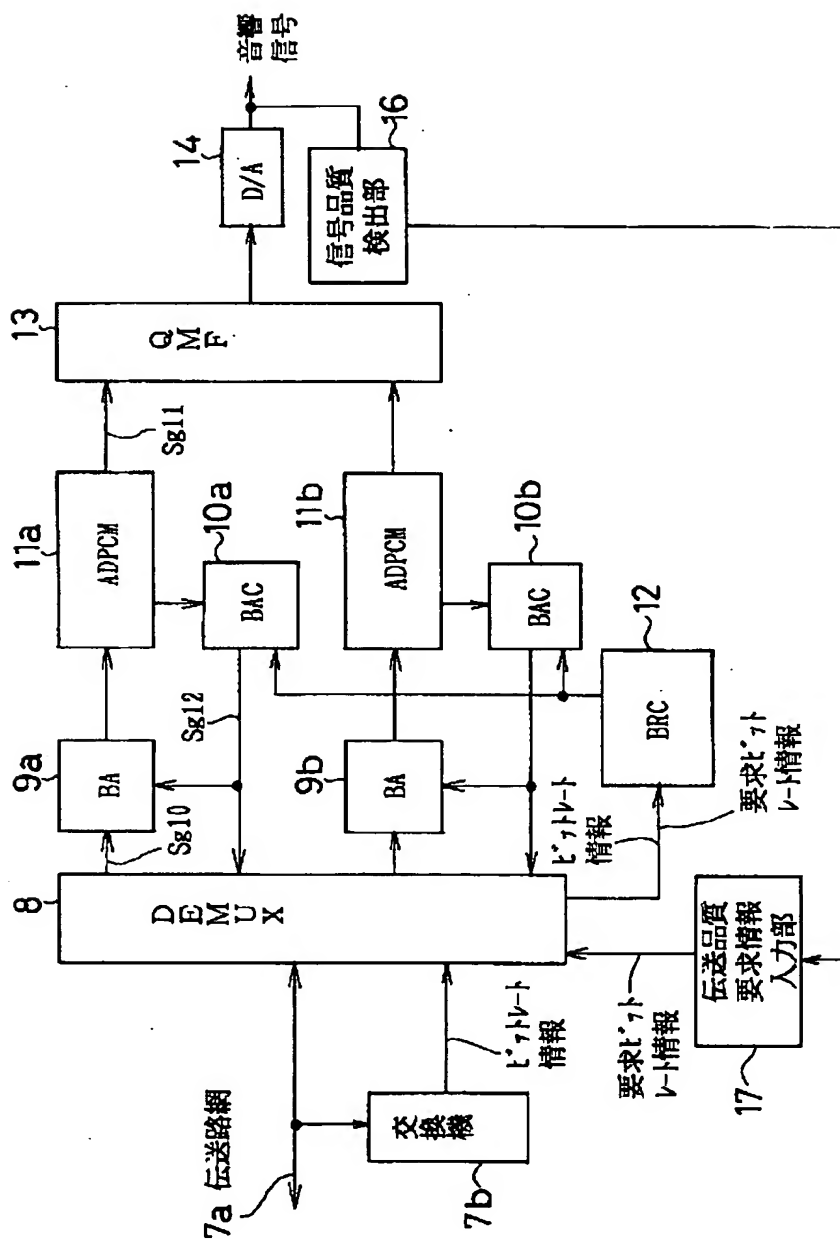 音響
信号
14
D/A
16
信号品質
検出部
13
QMF
Sg11
11a
ADPCM
10a
BAC
11b
ADPCM
10b
BAC
12
BRC
9a
BA
Sg12
9b
BA
Sg10
8
DEMUX
ビットレート
情報
要求ビット
レート情報
7a 伝送路網
交換機
7b
ビットレート
情報
要求ビット
レート情報
伝送品質
要求情報
入力部
17